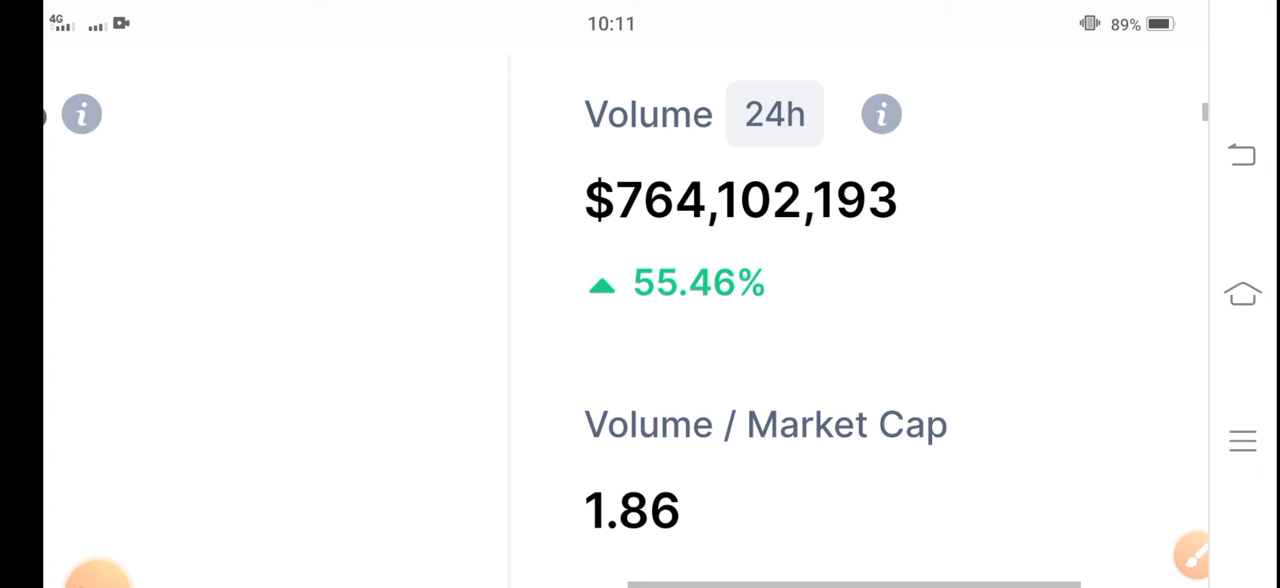 4G 10:11 89%
Volume 24h
$764,102,193
55.46%
Volume / Market Cap
1.86